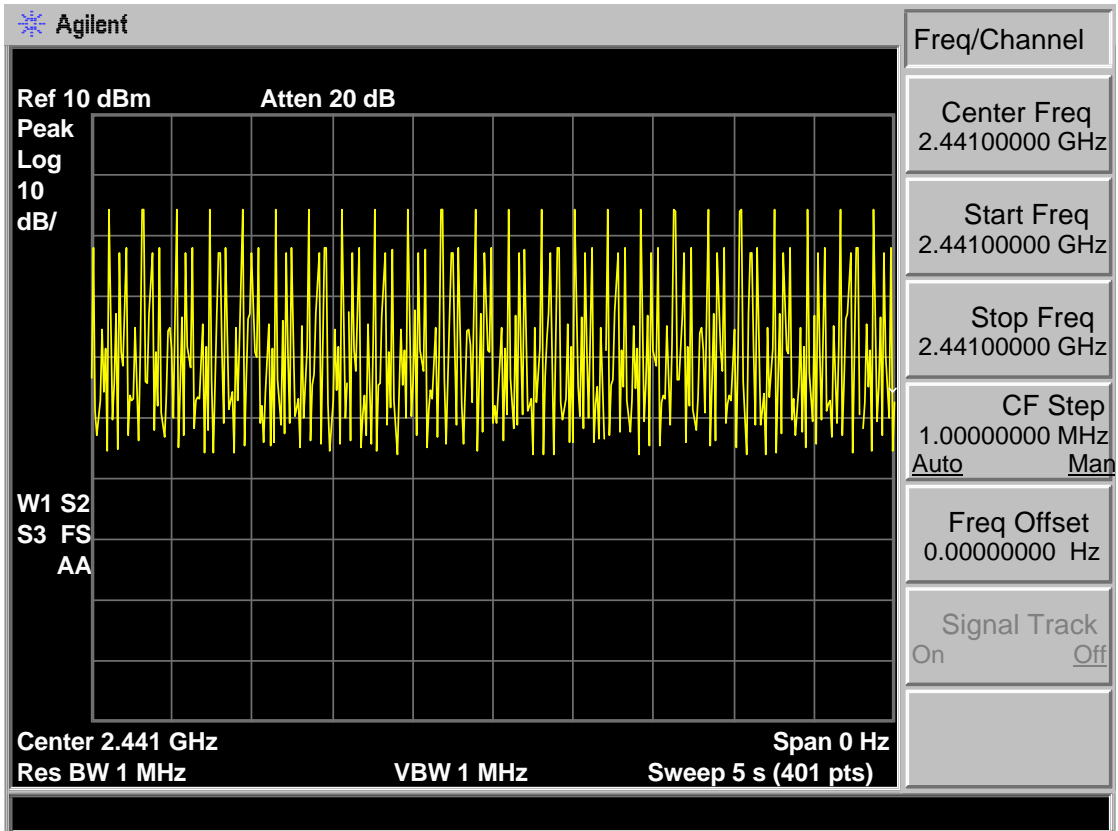 Agilent
Ref 10 dBm Atten 20 dB
Peak
Log
10
dB/
W1 S2
S3 FS
AA
Center 2.441 GHz Span 0 Hz
Res BW 1 MHz VBW 1 MHz Sweep 5 s (401 pts)
Freq/Channel
Center Freq
2.44100000 GHz
Start Freq
2.44100000 GHz
Stop Freq
2.44100000 GHz
CF Step
1.00000000 MHz
Auto Man
Freq Offset
0.00000000 Hz
Signal Track
On Off